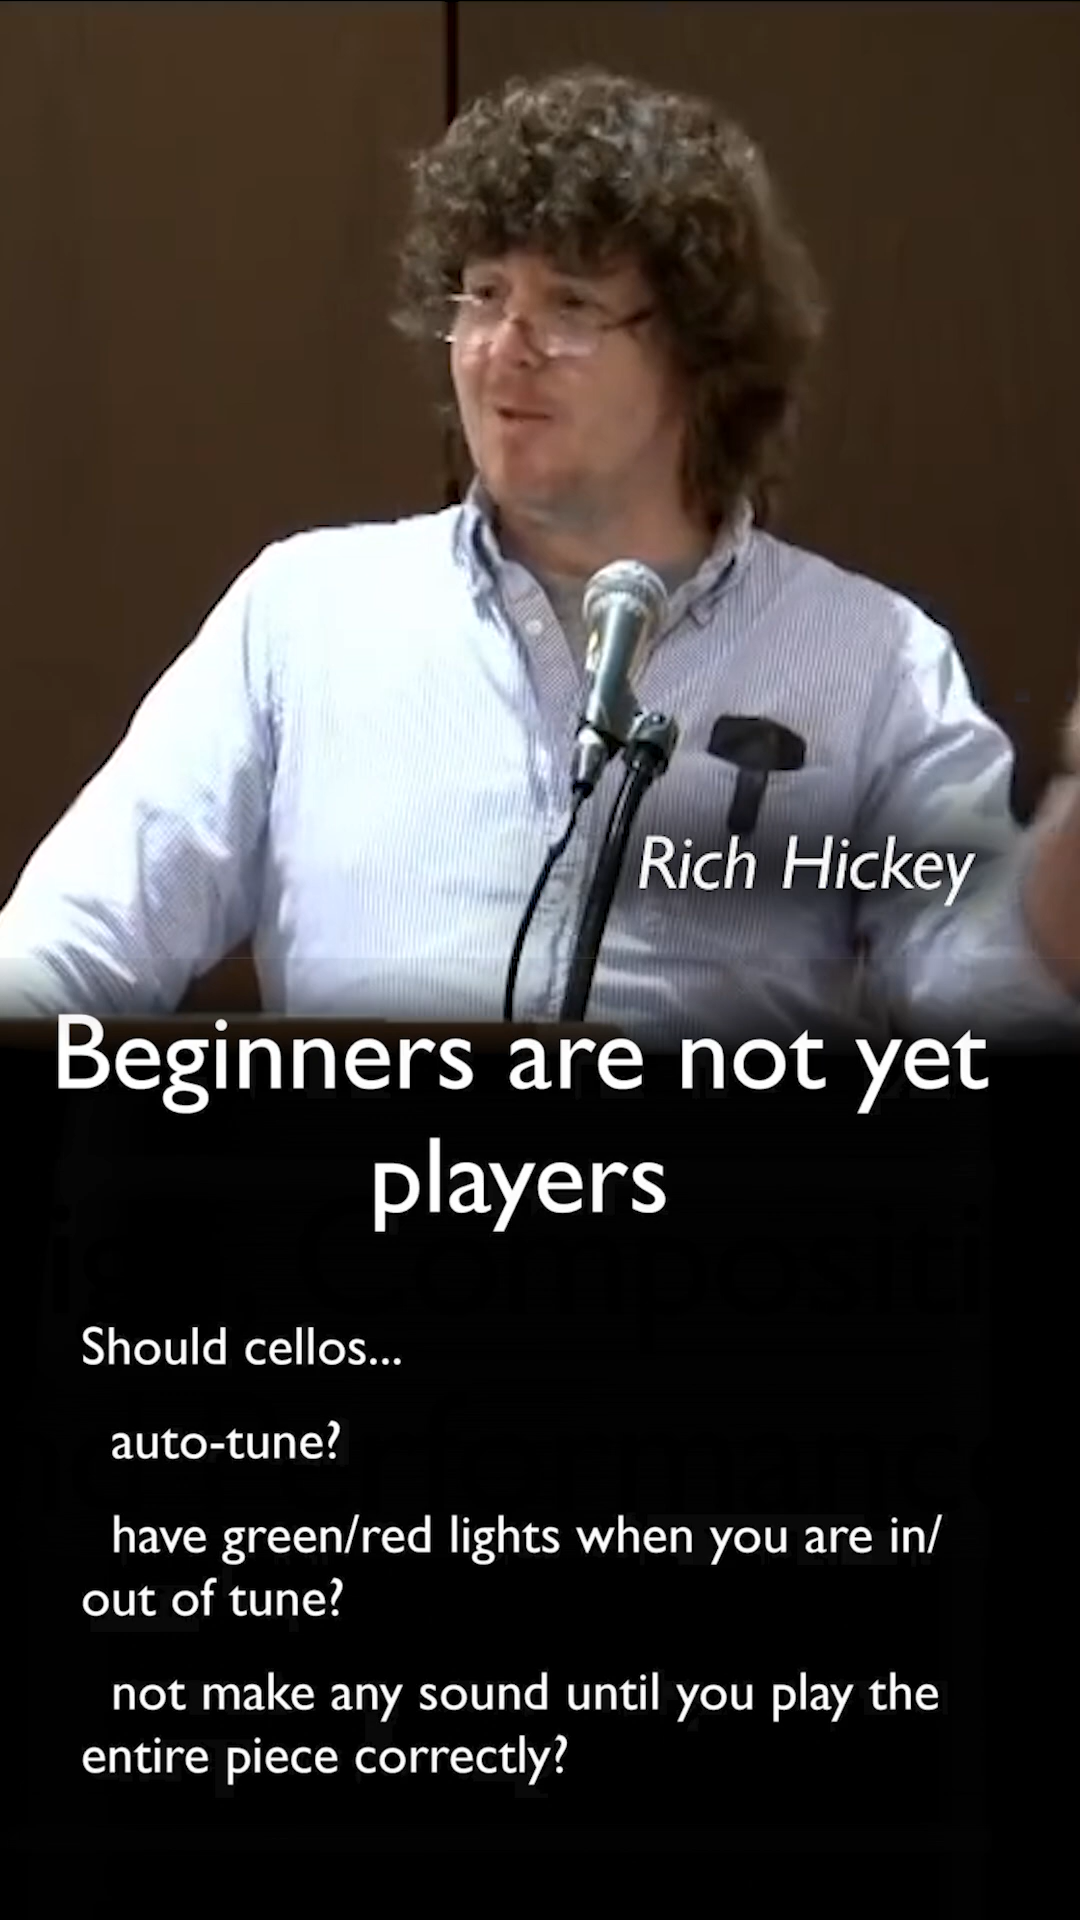 Rich Hickey
Beginners are not yet
players
Should cellos...
auto-tune?
have green/red lights when you are in/
out of tune?
not make any sound until you play the
entire piece correctly?